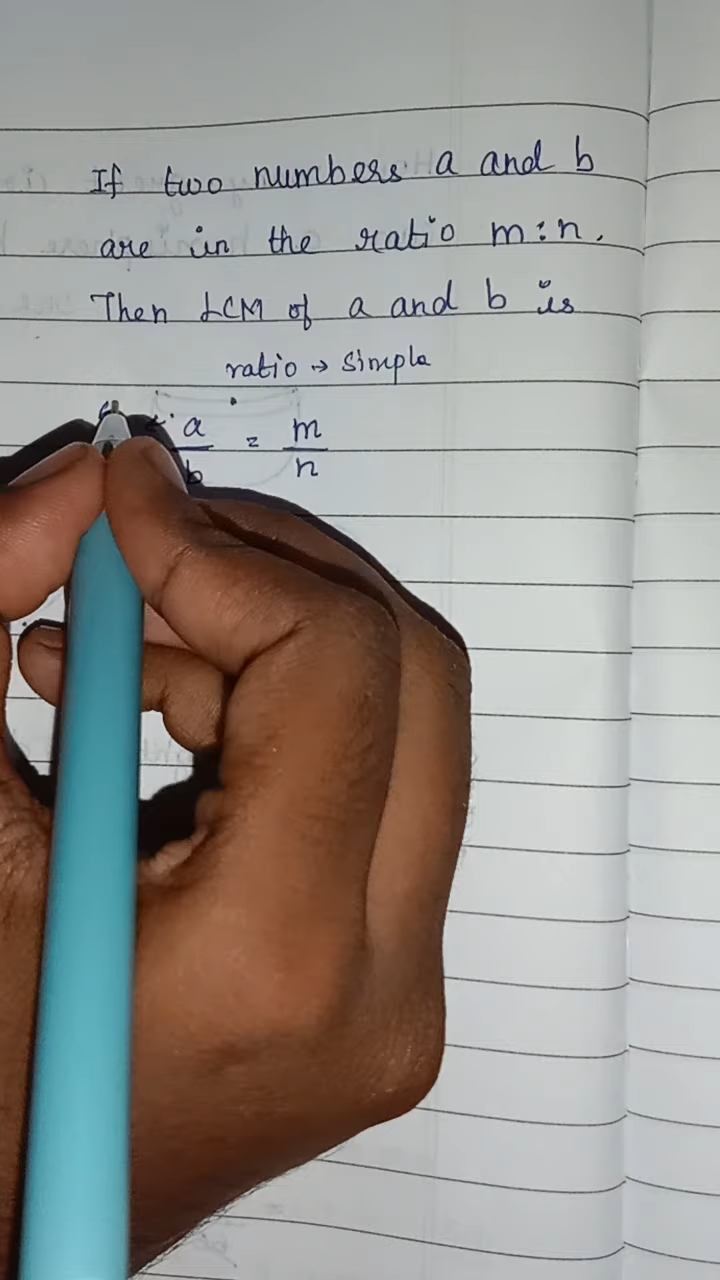 If two numbers a and b
are in the ratio m:n.
Then LCM of a and b is
ratio → simple
a/b = m/n